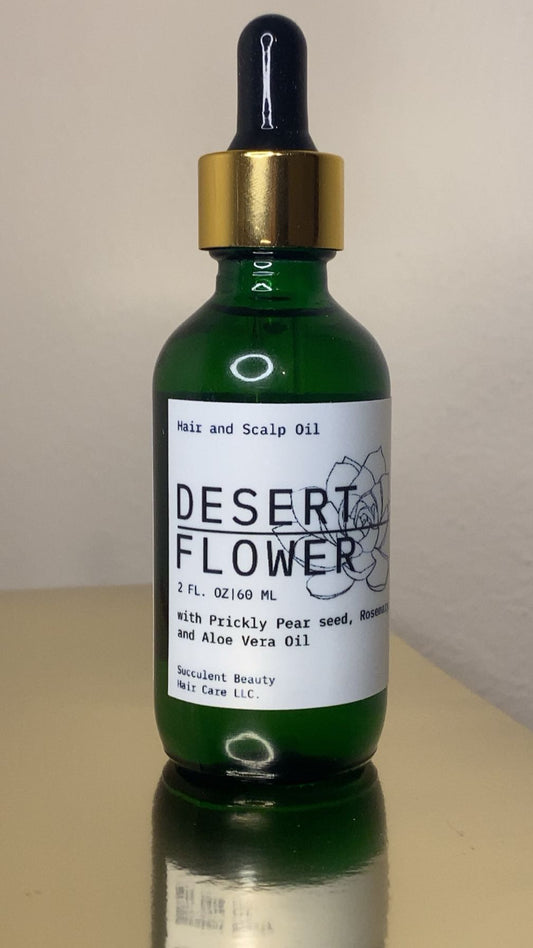 Hair and Scalp Oil
DESERT
FLOWER
2 FL. OZ|60 ML
with Prickly Pear seed, Rosemary
and Aloe Vera Oil
Succulent Beauty
Hair Care LLC.